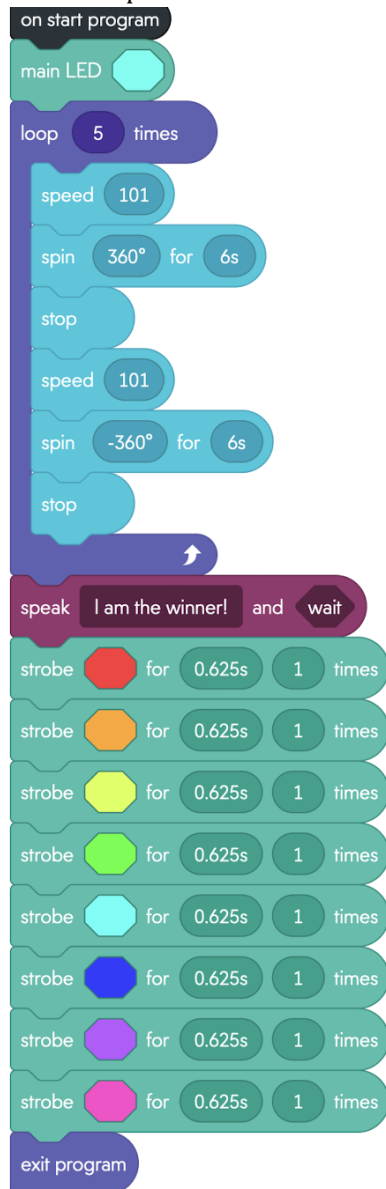 on start program
main LED
loop 5 times
speed 101
spin 360° for 6s
stop
speed 101
spin -360° for 6s
stop
speak I am the winner! and wait
strobe for 0.625s 1 times
strobe for 0.625s 1 times
strobe for 0.625s 1 times
strobe for 0.625s 1 times
strobe for 0.625s 1 times
strobe for 0.625s 1 times
strobe for 0.625s 1 times
strobe for 0.625s 1 times
exit program